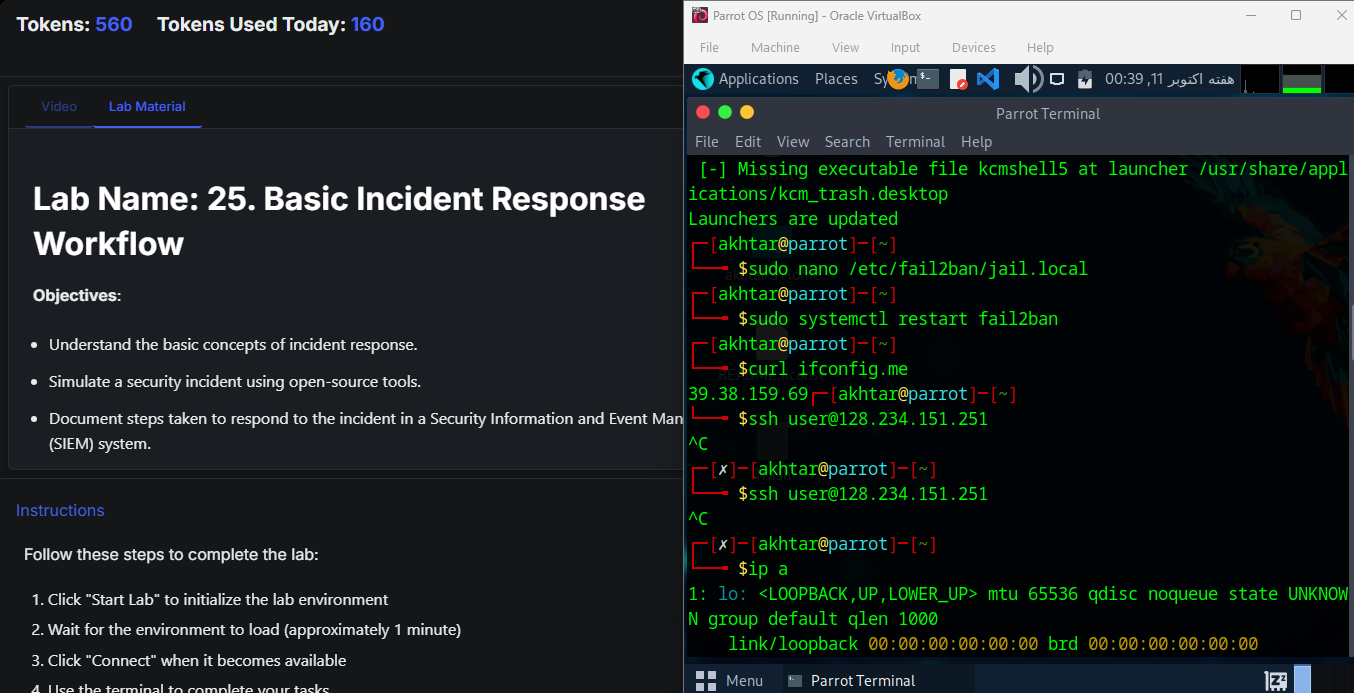 Tokens: 560 Tokens Used Today: 160
Video Lab Material
Lab Name: 25. Basic Incident Response
Workflow
Objectives:
Understand the basic concepts of incident response.
Simulate a security incident using open-source tools.
Document steps taken to respond to the incident in a Security Information and Event Man
(SIEM) system.
Instructions
Follow these steps to complete the lab:
1. Click "Start Lab" to initialize the lab environment
2. Wait for the environment to load (approximately 1 minute)
3. Click "Connect" when it becomes available
4. Use the terminal to complete your tasks
Parrot OS [Running] - Oracle VirtualBox
File Machine View Input Devices Help
Applications Places
هفته اکتوبر 11, 00:39
Parrot Terminal
File Edit View Search Terminal Help
[-] Missing executable file kcmshell5 at launcher /usr/share/appl
ications/kcm_trash.desktop
Launchers are updated
┌─[akhtar@parrot]─[~]
└──╼ $sudo nano /etc/fail2ban/jail.local
┌─[akhtar@parrot]─[~]
└──╼ $sudo systemctl restart fail2ban
┌─[akhtar@parrot]─[~]
└──╼ $curl ifconfig.me
39.38.159.69┌─[akhtar@parrot]─[~]
└──╼ $ssh user@128.234.151.251
^C
┌─[✗]─[akhtar@parrot]─[~]
└──╼ $ssh user@128.234.151.251
^C
┌─[✗]─[akhtar@parrot]─[~]
└──╼ $ip a
1: lo: <LOOPBACK,UP,LOWER_UP> mtu 65536 qdisc noqueue state UNKNOW
N group default qlen 1000
link/loopback 00:00:00:00:00:00 brd 00:00:00:00:00:00
Menu Parrot Terminal